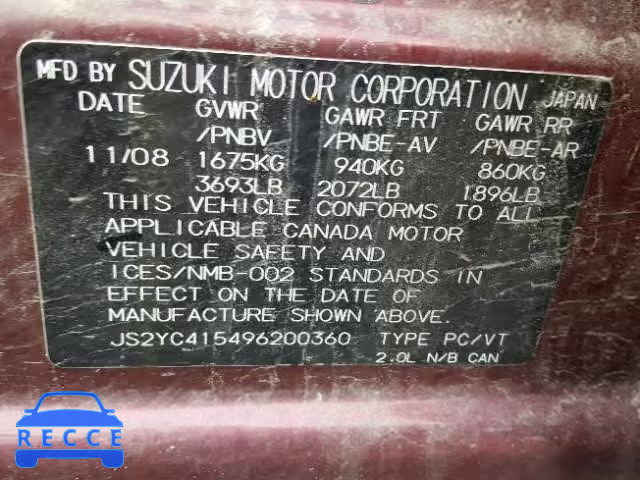 MFD BY SUZUKI MOTOR CORPORATION JAPAN
DATE GVWR GAWR FRT GAWR RR
/PNBV /PNBE-AV /PNBE-AR
11/08 1675KG 940KG 860KG
3693LB 2072LB 1896LB
THIS VEHICLE CONFORMS TO ALL
APPLICABLE CANADA MOTOR
VEHICLE SAFETY AND
ICES/NMB-002 STANDARDS IN
EFFECT ON THE DATE OF
MANUFACTURE SHOWN ABOVE.
JS2YC415496200360 TYPE PC/VT
2.0L N/B CAN
RECCE